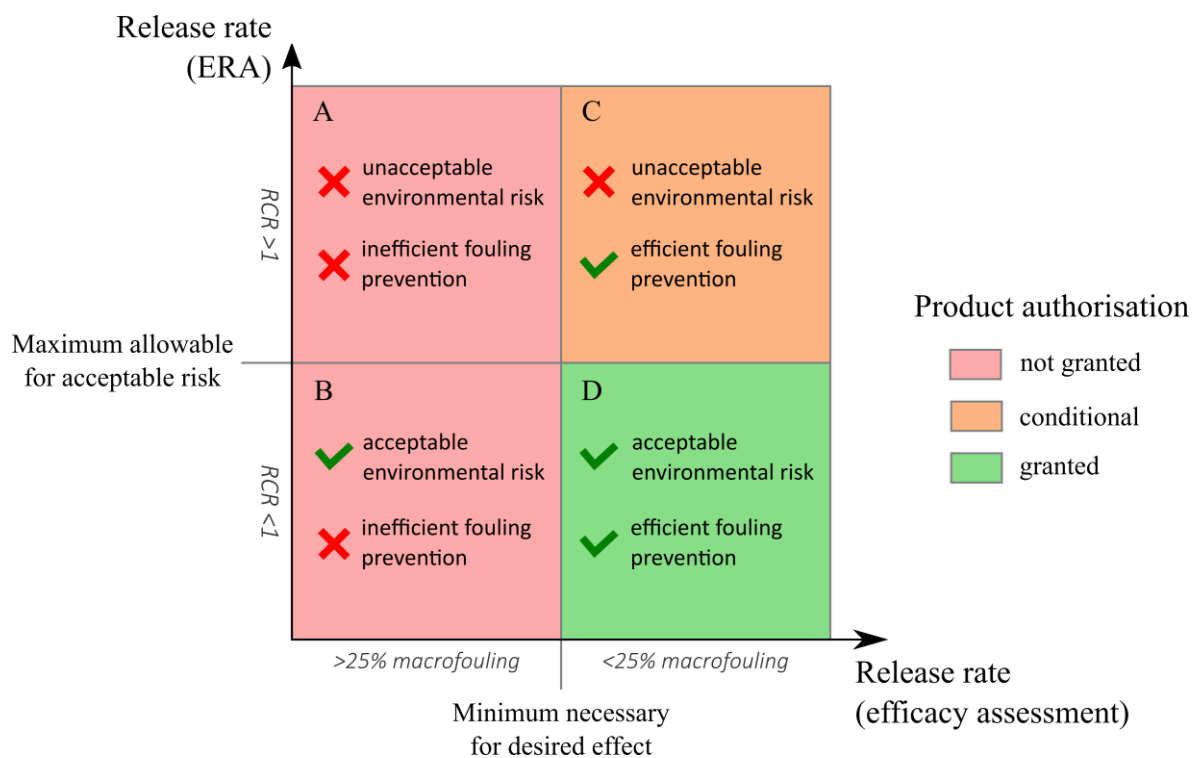 Release rate
(ERA)
A
unacceptable
environmental risk
inefficient fouling
prevention
C
unacceptable
environmental risk
efficient fouling
prevention
RCR >1
Maximum allowable
for acceptable risk
B
acceptable
environmental risk
inefficient fouling
prevention
D
acceptable
environmental risk
efficient fouling
prevention
RCR <1
>25% macrofouling
<25% macrofouling
Minimum necessary
for desired effect
Release rate
(efficacy assessment)
Product authorisation
not granted
conditional
granted